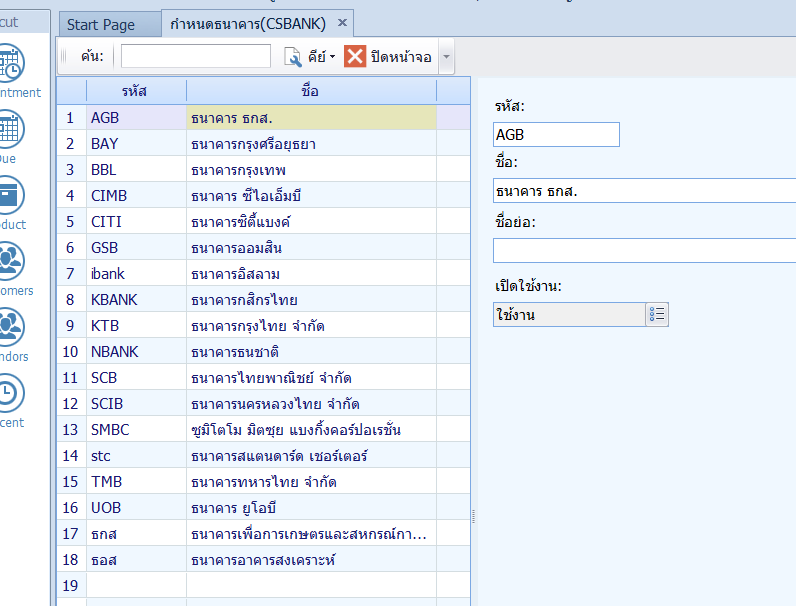 cut
Start Page
กำหนดธนาคาร(CSBANK)
ค้น:
คีย์
ปิดหน้าจอ
รหัส ชื่อ
1 AGB ธนาคาร ธกส.
2 BAY ธนาคารกรุงศรีอยุธยา
3 BBL ธนาคารกรุงเทพ
4 CIMB ธนาคาร ซีไอเอ็มบี
5 CITI ธนาคารซิตี้แบงค์
6 GSB ธนาคารออมสิน
7 ibank ธนาคารอิสลาม
8 KBANK ธนาคารกสิกรไทย
9 KTB ธนาคารกรุงไทย จำกัด
10 NBANK ธนาคารธนชาติ
11 SCB ธนาคารไทยพาณิชย์ จำกัด
12 SCIB ธนาคารนครหลวงไทย จำกัด
13 SMBC ซูมิโตโม มิตซุย แบงกิ้งคอร์ปอเรชั่น
14 stc ธนาคารสแตนดาร์ด เชอร์เตอร์
15 TMB ธนาคารทหารไทย จำกัด
16 UOB ธนาคาร ยูโอบี
17 ธกส ธนาคารเพื่อการเกษตรและสหกรณ์กา...
18 ธอส ธนาคารอาคารสงเคราะห์
19
รหัส:
AGB
ชื่อ:
ธนาคาร ธกส.
ชื่อย่อ:
เปิดใช้งาน:
ใช้งาน
ntment
Due
duct
omers
ndors
cent